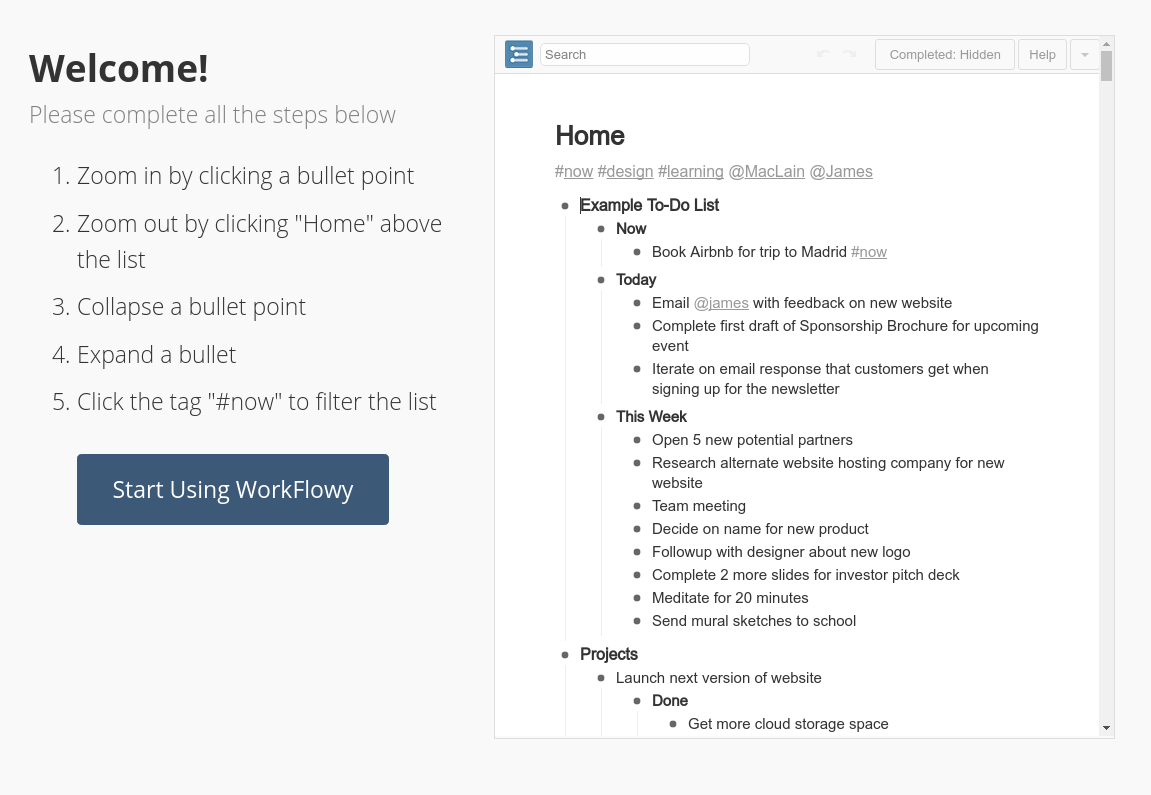 Welcome!
Please complete all the steps below
1. Zoom in by clicking a bullet point
2. Zoom out by clicking "Home" above
the list
3. Collapse a bullet point
4. Expand a bullet
5. Click the tag "#now" to filter the list
Start Using WorkFlowy
Search
Completed: Hidden
Help
Home
#now #design #learning @MacLain @James
Example To-Do List
Now
Book Airbnb for trip to Madrid #now
Today
Email @james with feedback on new website
Complete first draft of Sponsorship Brochure for upcoming
event
Iterate on email response that customers get when
signing up for the newsletter
This Week
Open 5 new potential partners
Research alternate website hosting company for new
website
Team meeting
Decide on name for new product
Followup with designer about new logo
Complete 2 more slides for investor pitch deck
Meditate for 20 minutes
Send mural sketches to school
Projects
Launch next version of website
Done
Get more cloud storage space